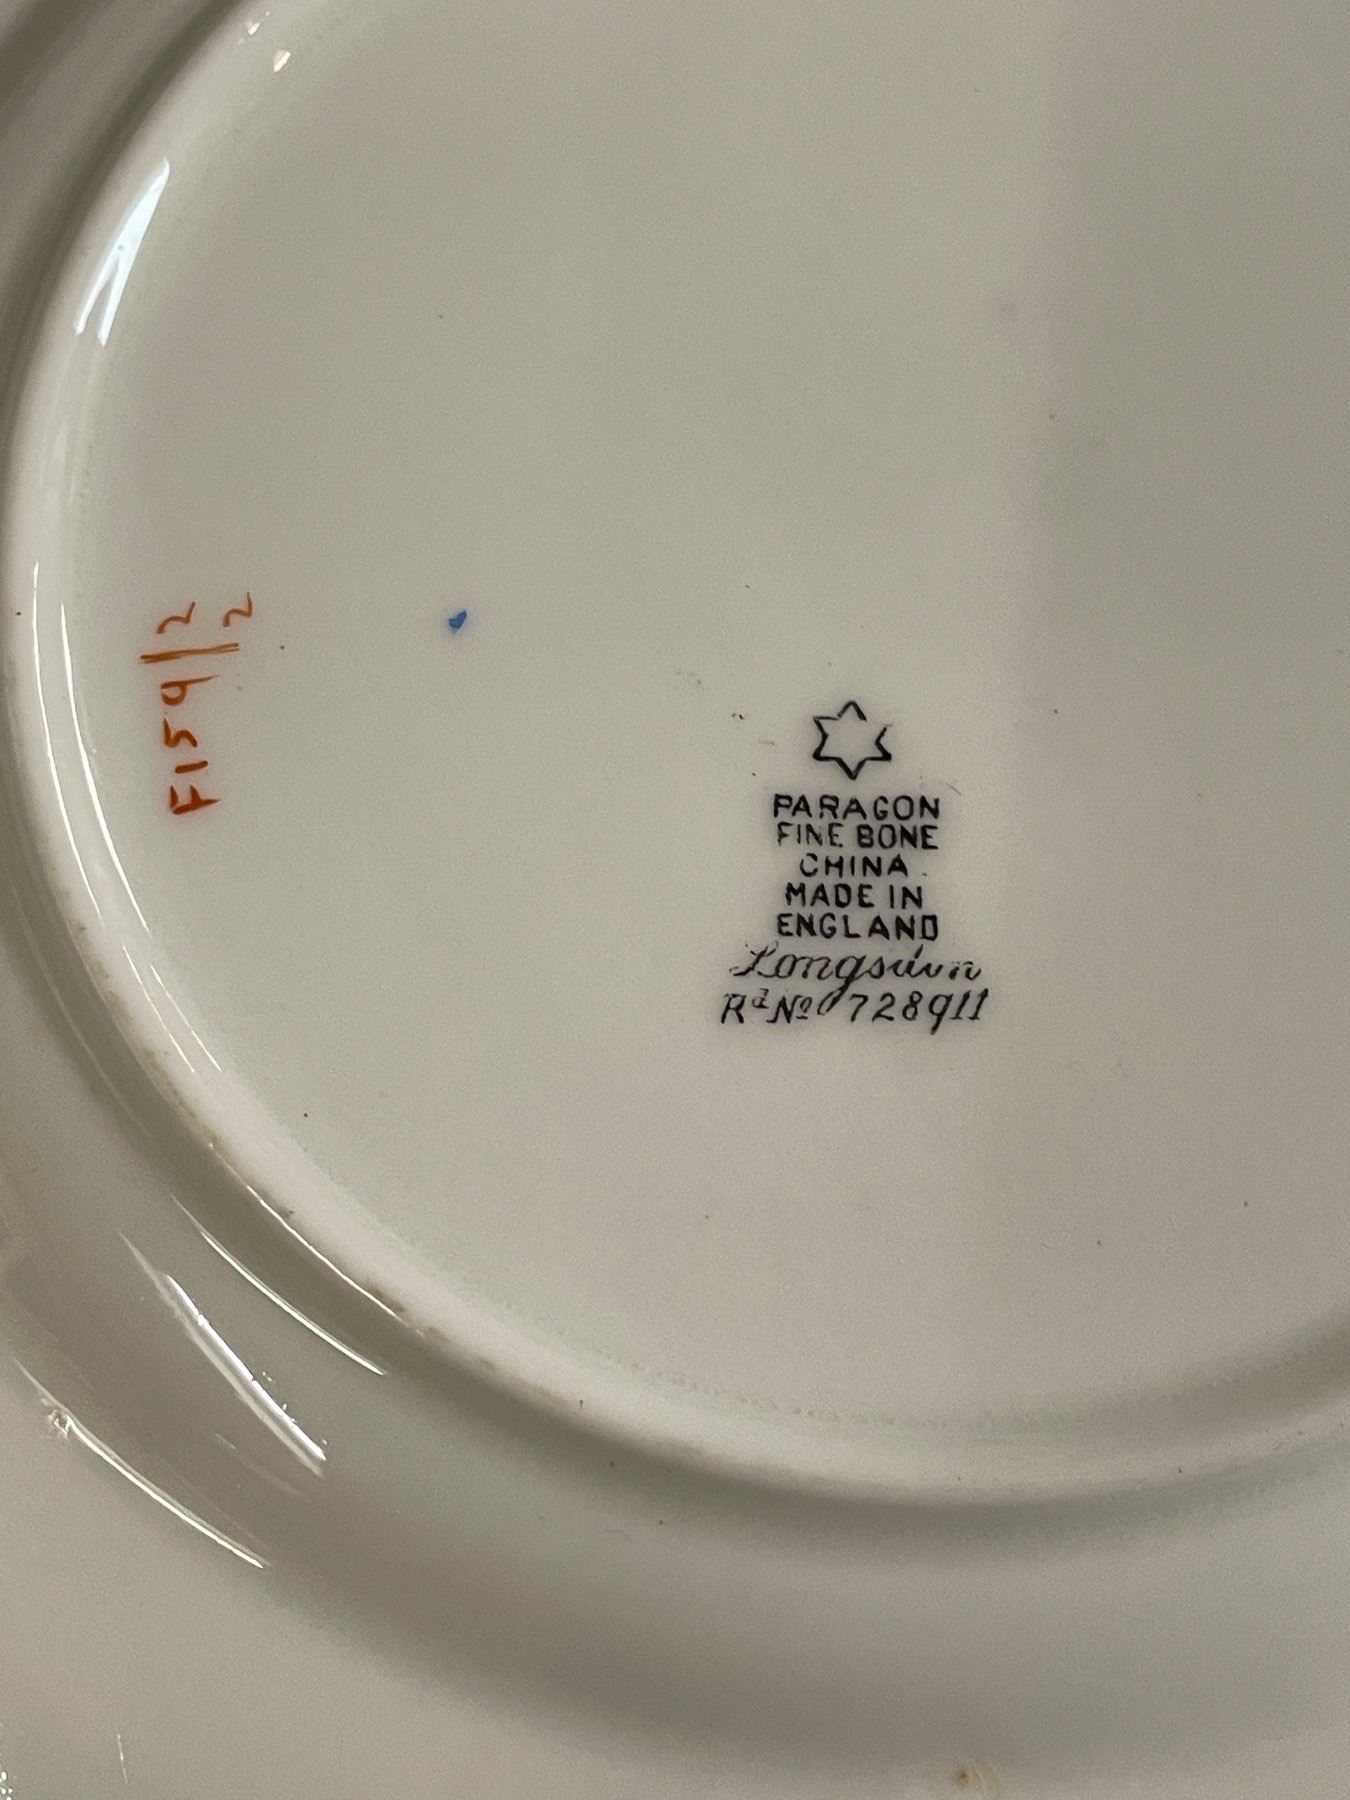 F159/2
2
PARAGON
FINE BONE
CHINA
MADE IN
ENGLAND
Longsdon
Rd No 728911